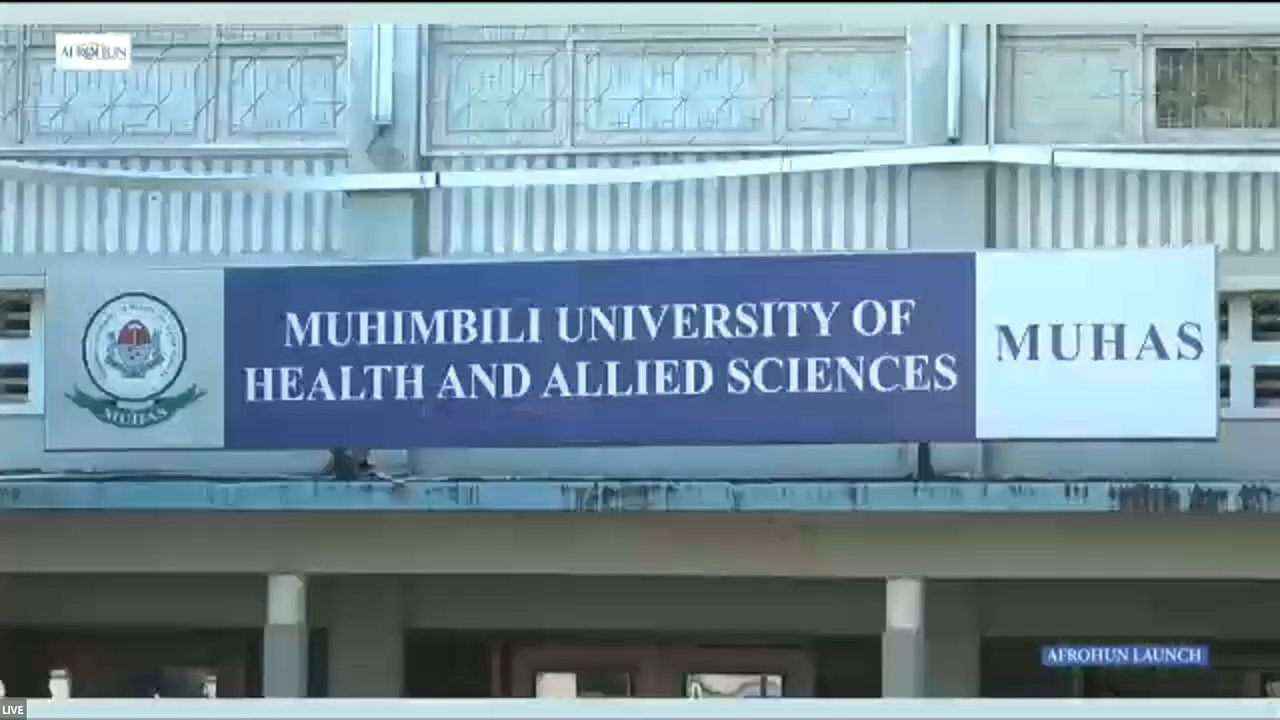 AFROHUN
MUHIMBILI UNIVERSITY OF
HEALTH AND ALLIED SCIENCES
MUHAS
MUHAS
AFROHUN LAUNCH
LIVE